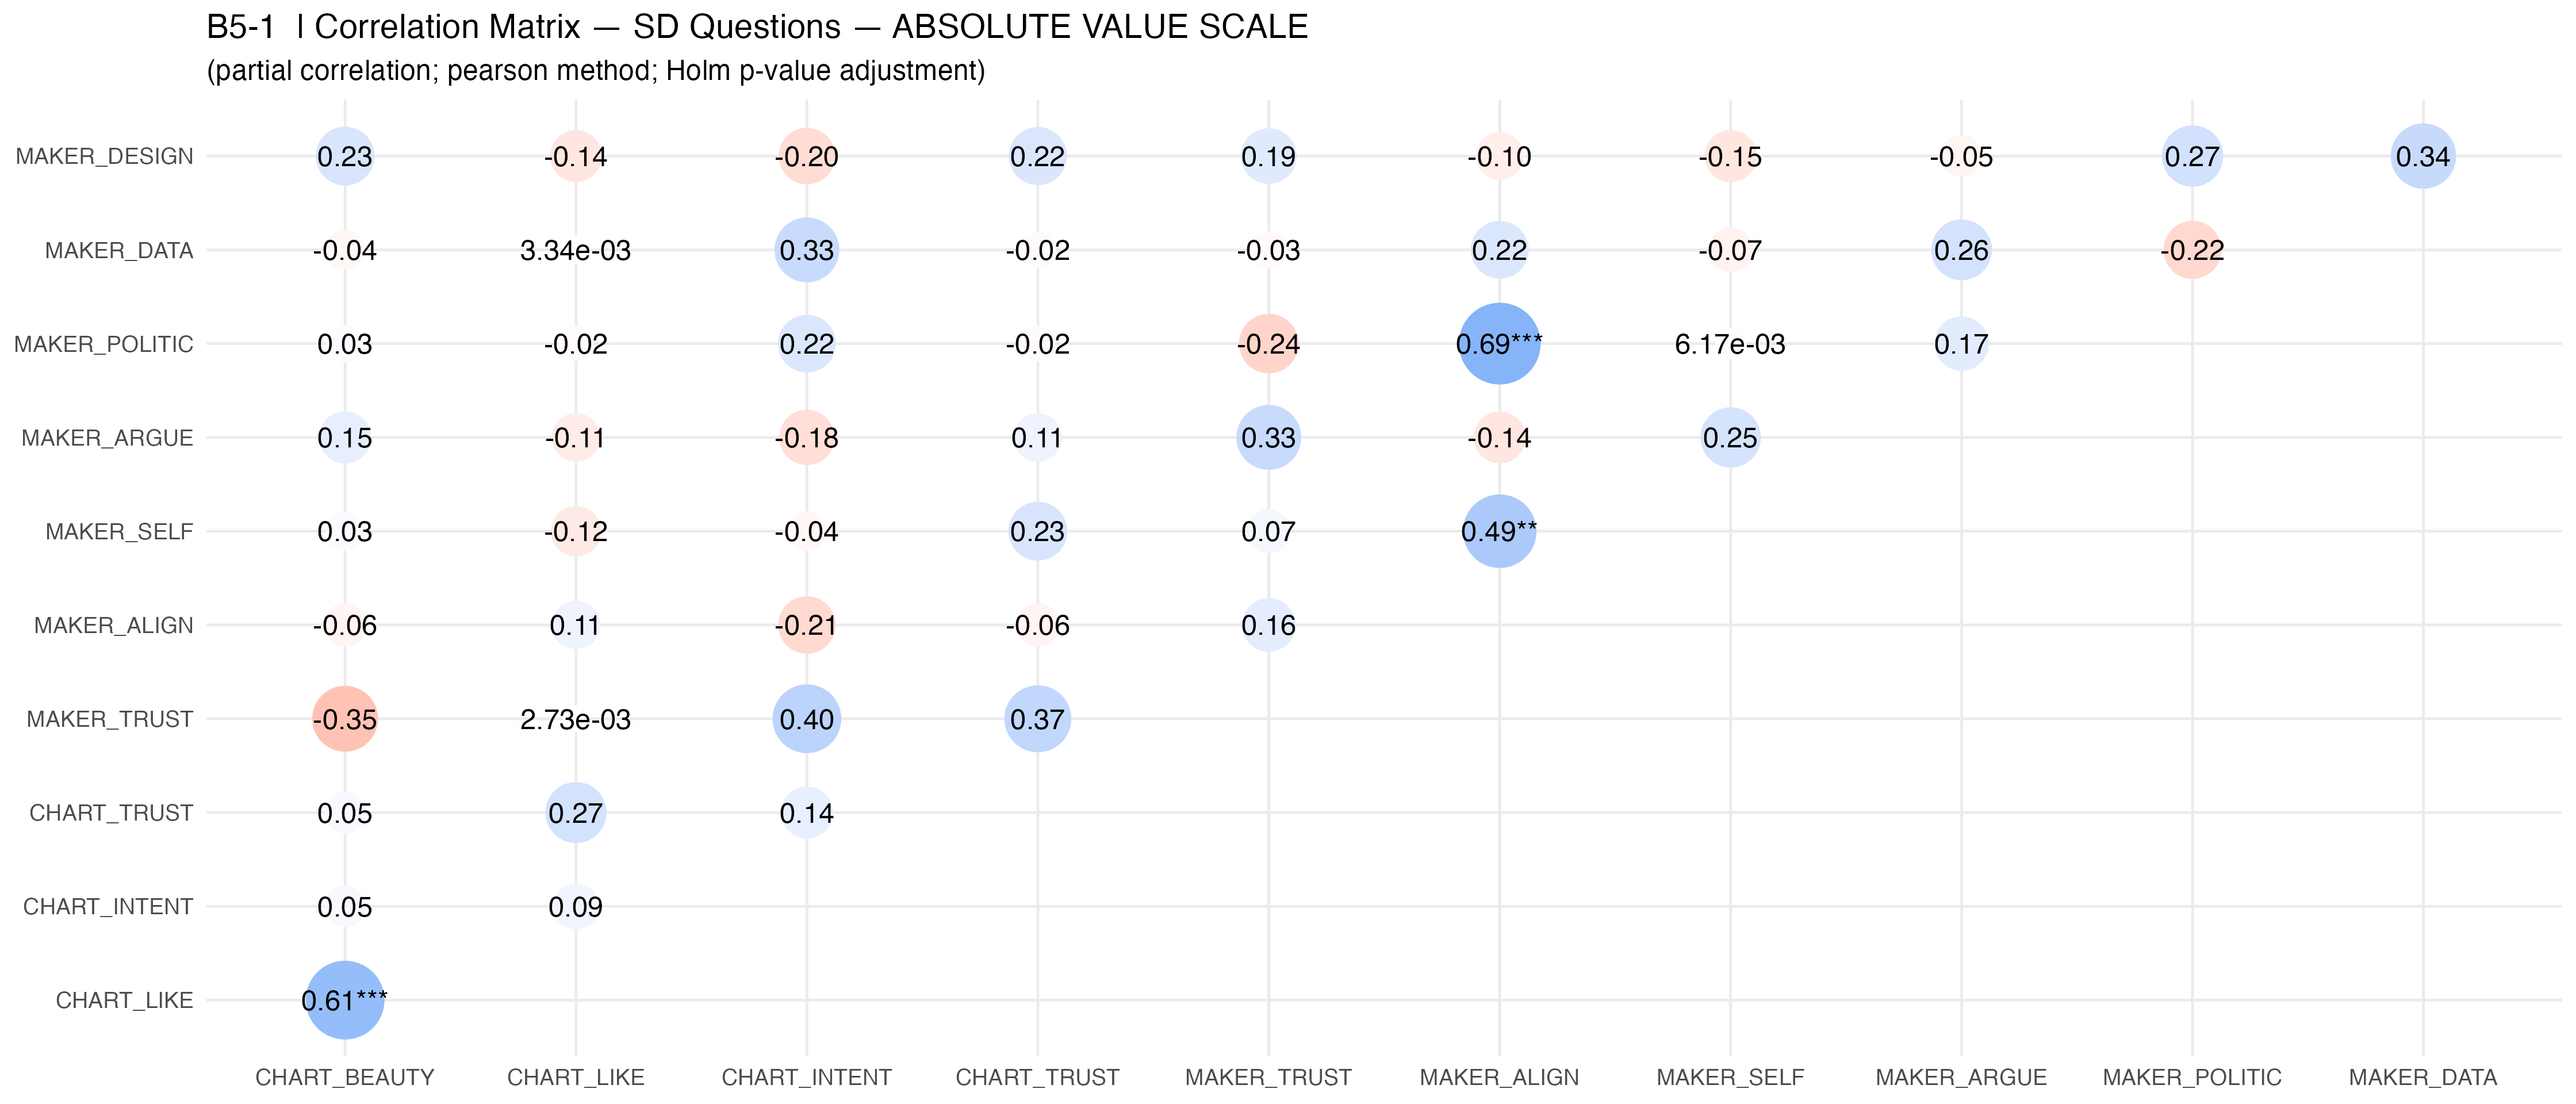 B5-1 | Correlation Matrix — SD Questions — ABSOLUTE VALUE SCALE
(partial correlation; pearson method; Holm p-value adjustment)
MAKER_DESIGN 0.23 -0.14 -0.20 0.22 0.19 -0.10 -0.15 -0.05 0.27 0.34
MAKER_DATA -0.04 3.34e-03 0.33 -0.02 -0.03 0.22 -0.07 0.26 -0.22
MAKER_POLITIC 0.03 -0.02 0.22 -0.02 -0.24 0.69*** 6.17e-03 0.17
MAKER_ARGUE 0.15 -0.11 -0.18 0.11 0.33 -0.14 0.25
MAKER_SELF 0.03 -0.12 -0.04 0.23 0.07 0.49**
MAKER_ALIGN -0.06 0.11 -0.21 -0.06 0.16
MAKER_TRUST -0.35 2.73e-03 0.40 0.37
CHART_TRUST 0.05 0.27 0.14
CHART_INTENT 0.05 0.09
CHART_LIKE 0.61***
CHART_BEAUTY CHART_LIKE CHART_INTENT CHART_TRUST MAKER_TRUST MAKER_ALIGN MAKER_SELF MAKER_ARGUE MAKER_POLITIC MAKER_DATA